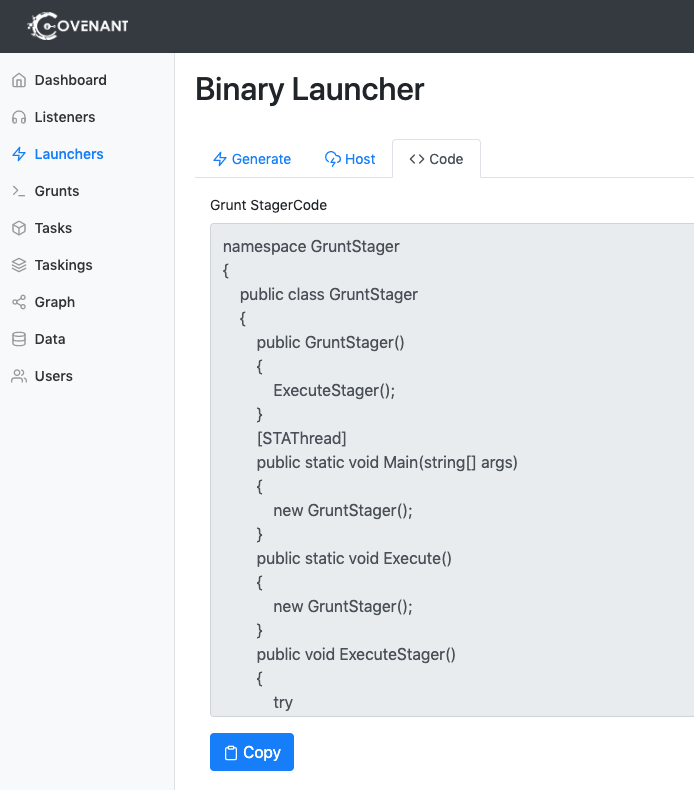 COVENANT
Dashboard
Listeners
Launchers
Grunts
Tasks
Taskings
Graph
Data
Users
Binary Launcher
Generate
Host
<> Code
Grunt StagerCode
namespace GruntStager
{
public class GruntStager
{
public GruntStager()
{
ExecuteStager();
}
[STAThread]
public static void Main(string[] args)
{
new GruntStager();
}
public static void Execute()
{
new GruntStager();
}
public void ExecuteStager()
{
try
Copy